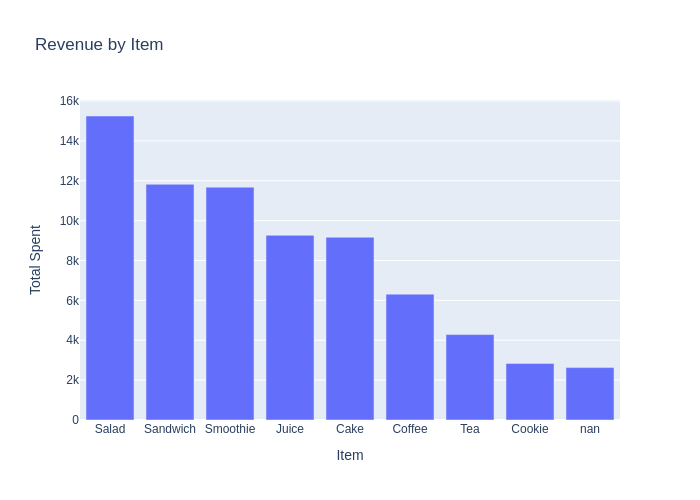 Revenue by Item
16k
14k
12k
10k
8k
6k
4k
2k
0
Total Spent
Salad Sandwich Smoothie Juice Cake Coffee Tea Cookie nan
Item